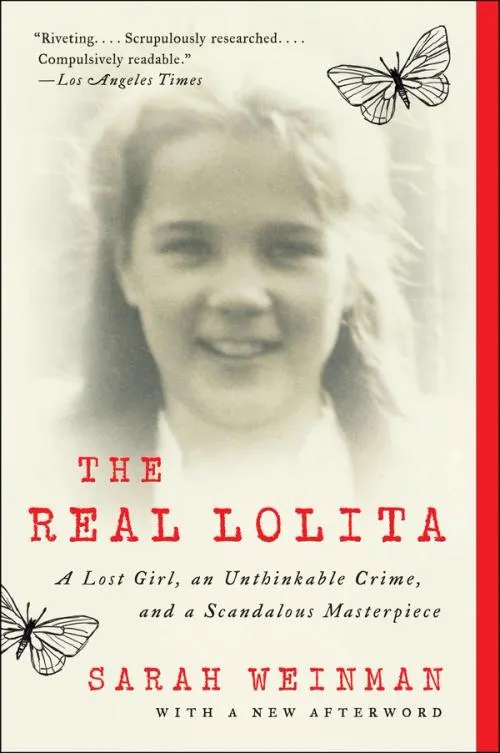 “Riveting. . . . Scrupulously researched. . . .
Compulsively readable.”
—Los Angeles Times
THE
REAL LOLITA
A Lost Girl, an Unthinkable Crime,
and a Scandalous Masterpiece
SARAH WEINMAN
WITH A NEW AFTERWORD